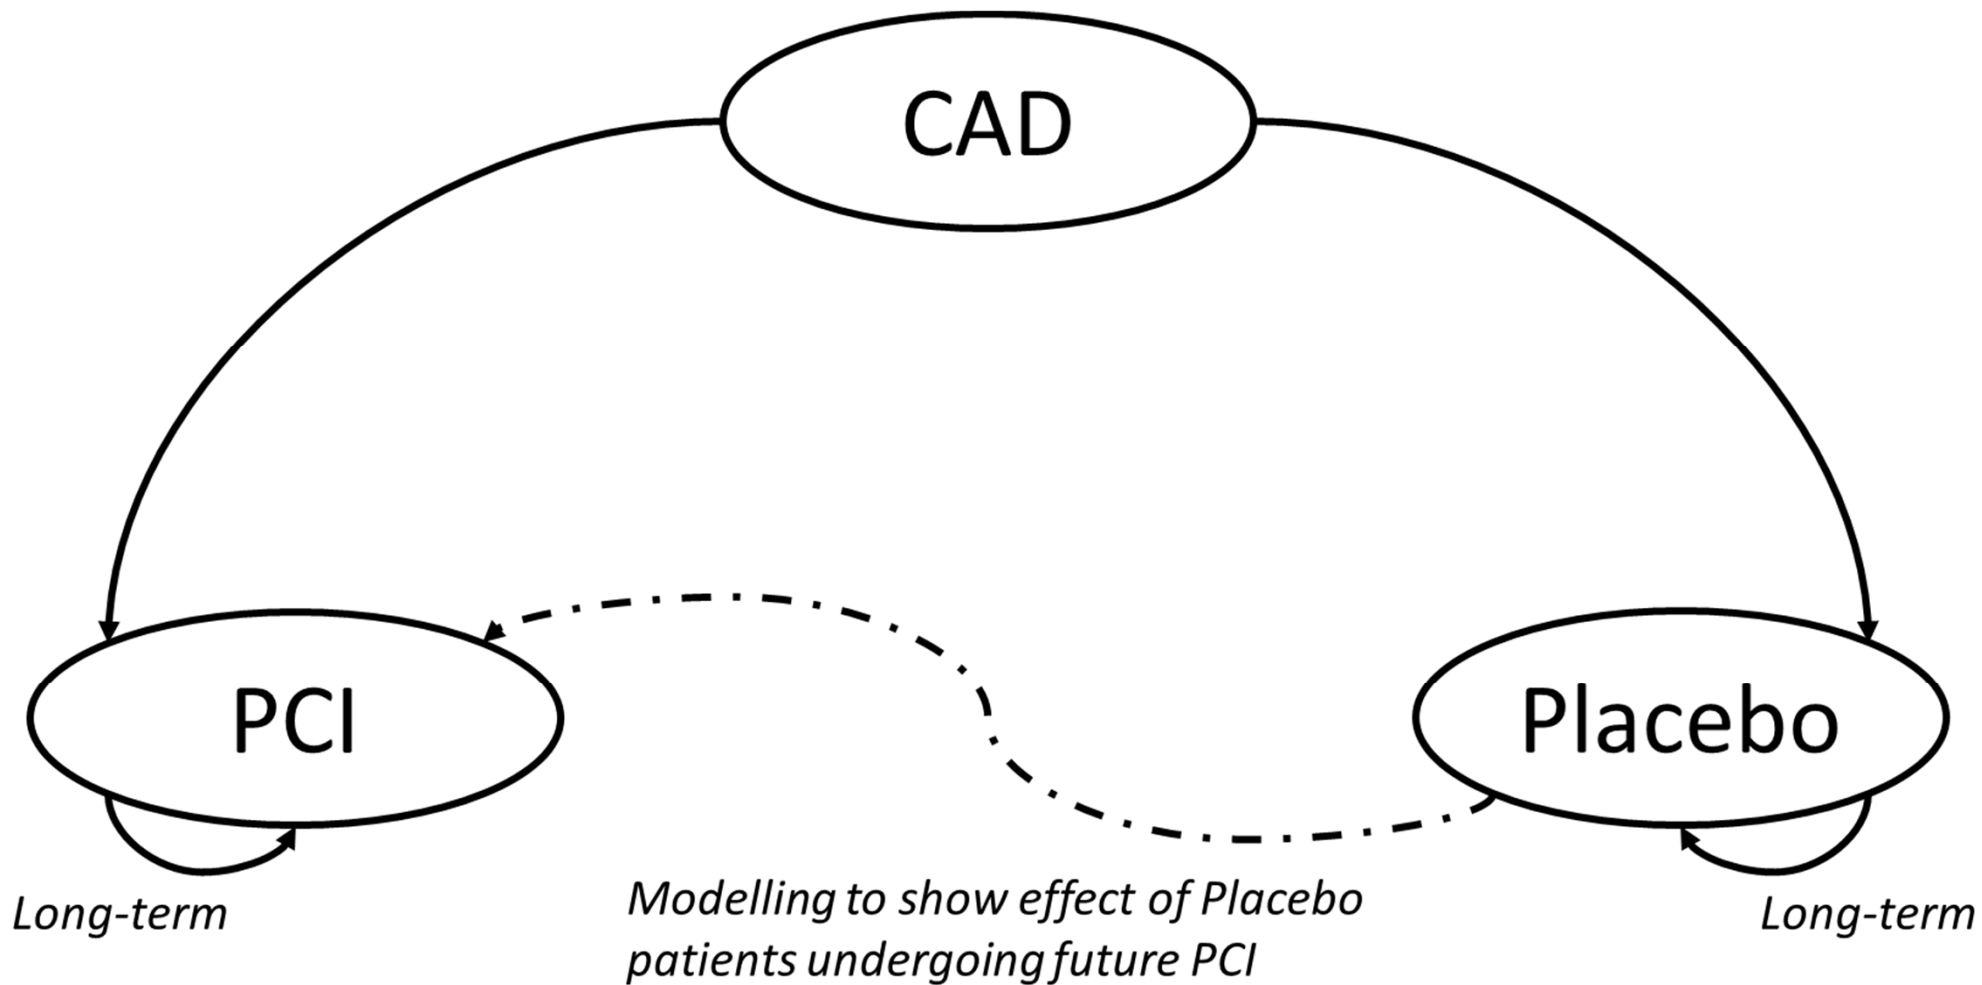 CAD
PCI
Placebo
Long-term
Modelling to show effect of Placebo
patients undergoing future PCI
Long-term